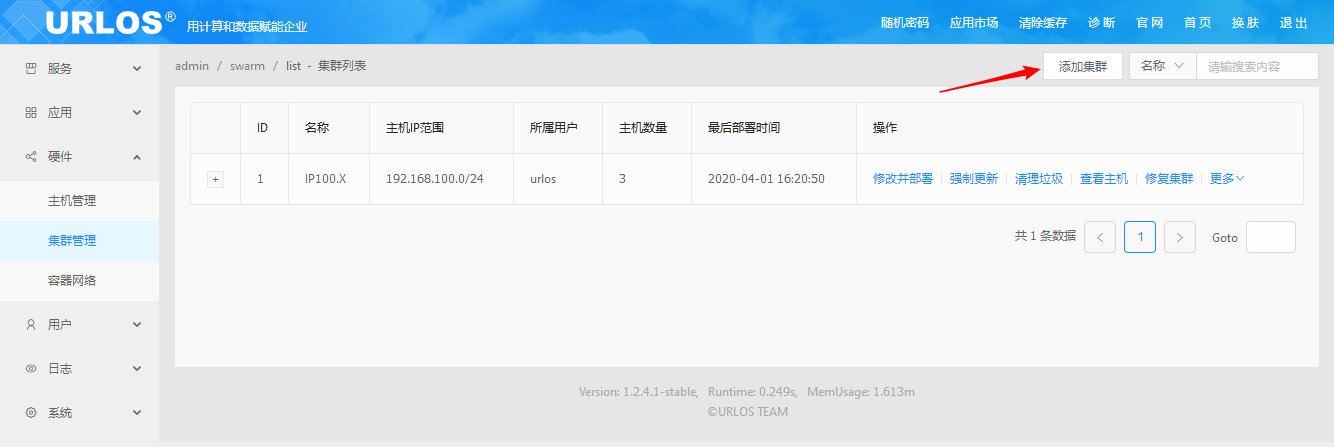 URLOS® 用计算和数据赋能企业
随机密码 应用市场 清除缓存 诊断 官网 首页 换肤 退出
服务
应用
硬件
主机管理
集群管理
容器网络
用户
日志
系统
admin / swarm / list - 集群列表
添加集群 名称 请输搜索内容
ID 名称 主机IP范围 所属用户 主机数量 最后部署时间 操作
+ 1 IP100.X 192.168.100.0/24 urlos 3 2020-04-01 16:20:50 修改并部署 强制更新 清理垃圾 查看主机 修复集群 更多
共 1 条数据 < 1 > Goto
Version: 1.2.4.1-stable, Runtime: 0.249s, MemUsage: 1.613m
©URLOS TEAM